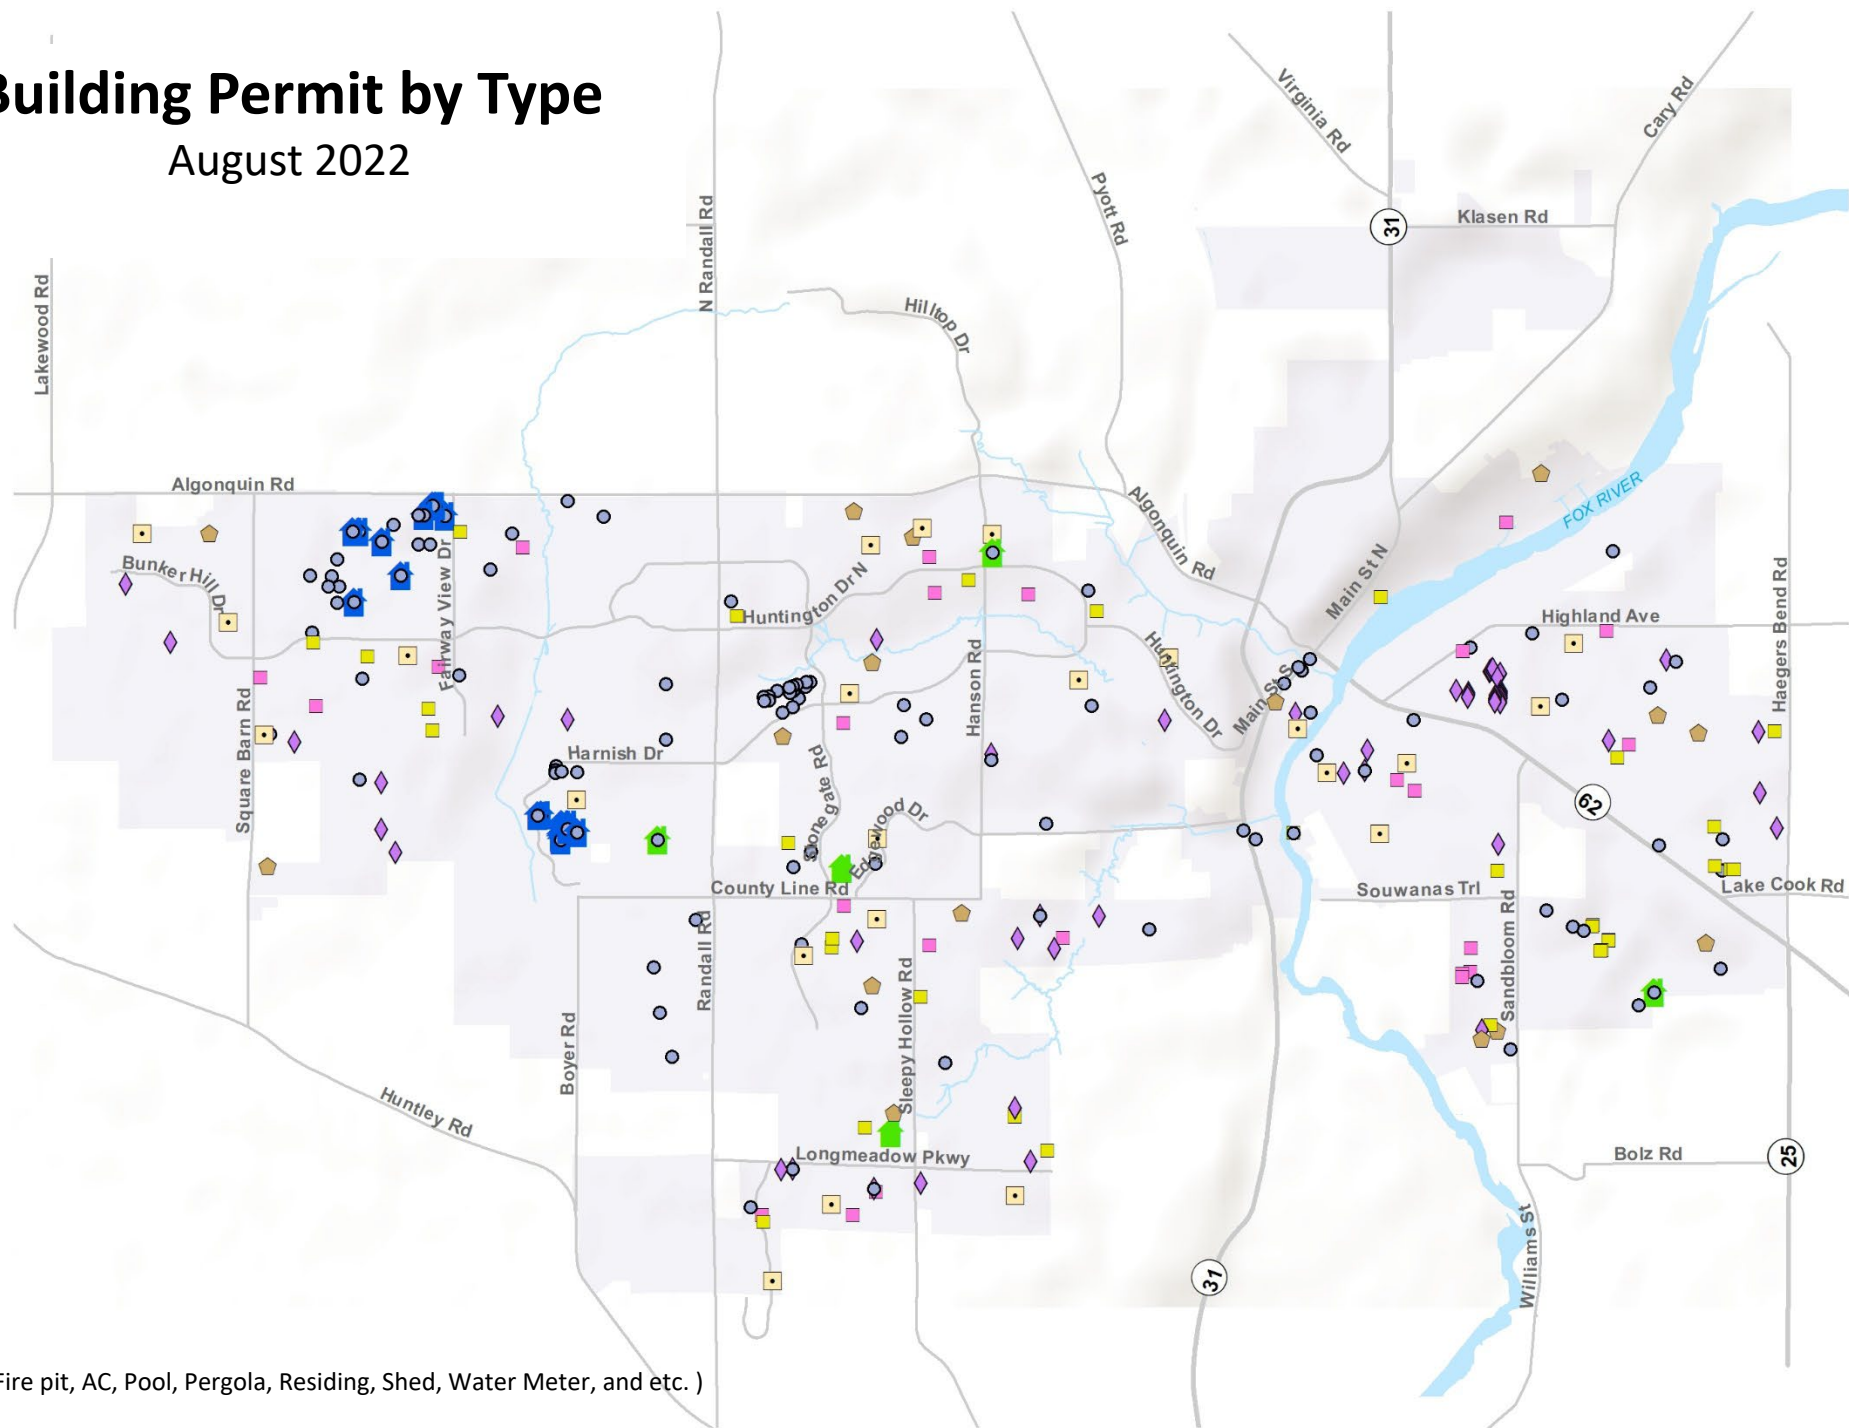 Building Permit by Type
August 2022
Virginia Rd
Cary Rd
Pyott Rd
N Randall Rd
31
Klasen Rd
Lakewood Rd
Hilltop Dr
Algonquin Rd
Algonquin Rd
FOX RIVER
Bunker Hill Dr
Fairway View Dr
Huntington Dr N
Main St N
Highland Ave
Haegers Bend Rd
Huntington Dr
Hanson Rd
Main St S
Square Barn Rd
Harnish Dr
Stonegate Rd
Edgewood Dr
62
County Line Rd
Souwanas Trl
Lake Cook Rd
Randall Rd
Sandbloom Rd
Sleepy Hollow Rd
Boyer Rd
Huntley Rd
Longmeadow Pkwy
Bolz Rd
25
Williams St
31
Fire pit, AC, Pool, Pergola, Residing, Shed, Water Meter, and etc. )